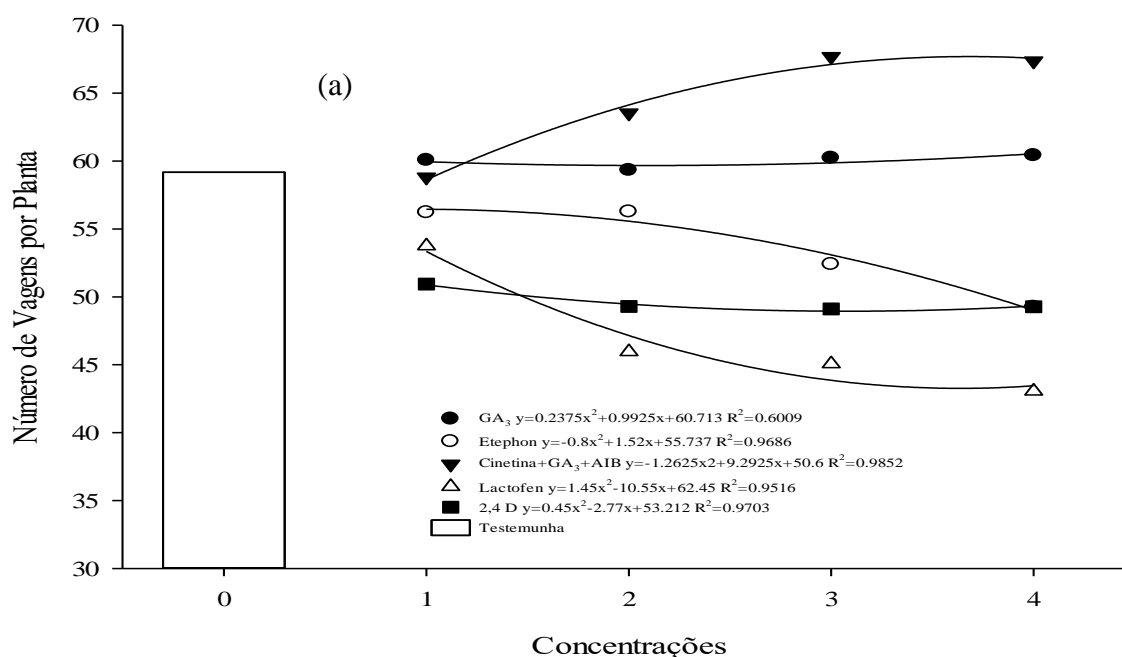 Número de Vagens por Planta
70
65
60
55
50
45
40
35
30
(a)
GA₃ y=0.2375x²+0.9925x+60.713 R²=0.6009
Etephon y=-0.8x²+1.52x+55.737 R²=0.9686
Cinetina+GA₃+AIB y=-1.2625x2+9.2925x+50.6 R²=0.9852
Lactofen y=1.45x²-10.55x+62.45 R²=0.9516
2,4 D y=0.45x²-2.77x+53.212 R²=0.9703
Testemunha
0 1 2 3 4
Concentrações